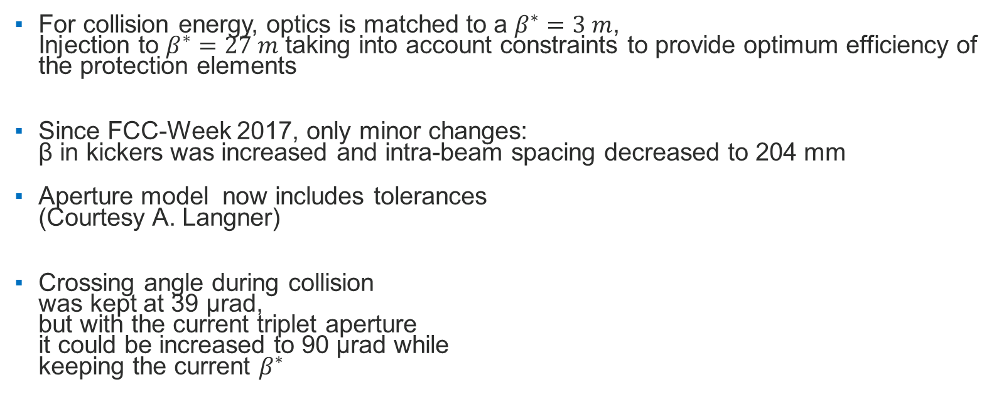 ▪ For collision energy, optics is matched to a β* = 3 m,
Injection to β* = 27 m taking into account constraints to provide optimum efficiency of
the protection elements
▪ Since FCC-Week 2017, only minor changes:
β in kickers was increased and intra-beam spacing decreased to 204 mm
▪ Aperture model now includes tolerances
(Courtesy A. Langner)
▪ Crossing angle during collision
was kept at 39 μrad,
but with the current triplet aperture
it could be increased to 90 μrad while
keeping the current β*